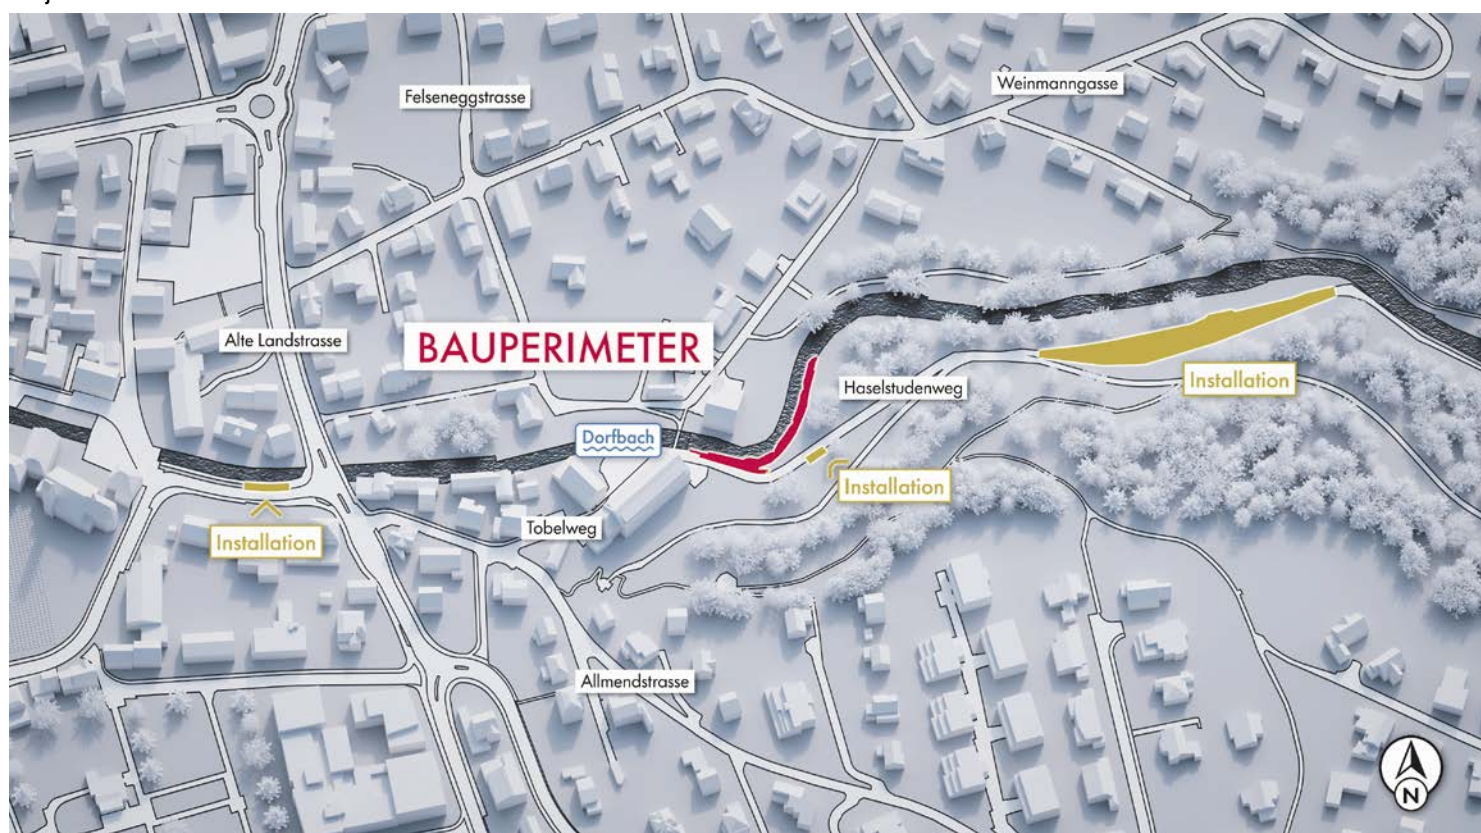 Weinmanngasse
Felseneggstrasse
Alte Landstrasse
BAUPERIMETER
Installation
Haselstudenweg
Dorfbach
Installation
Tobelweg
Installation
Allmendstrasse
N